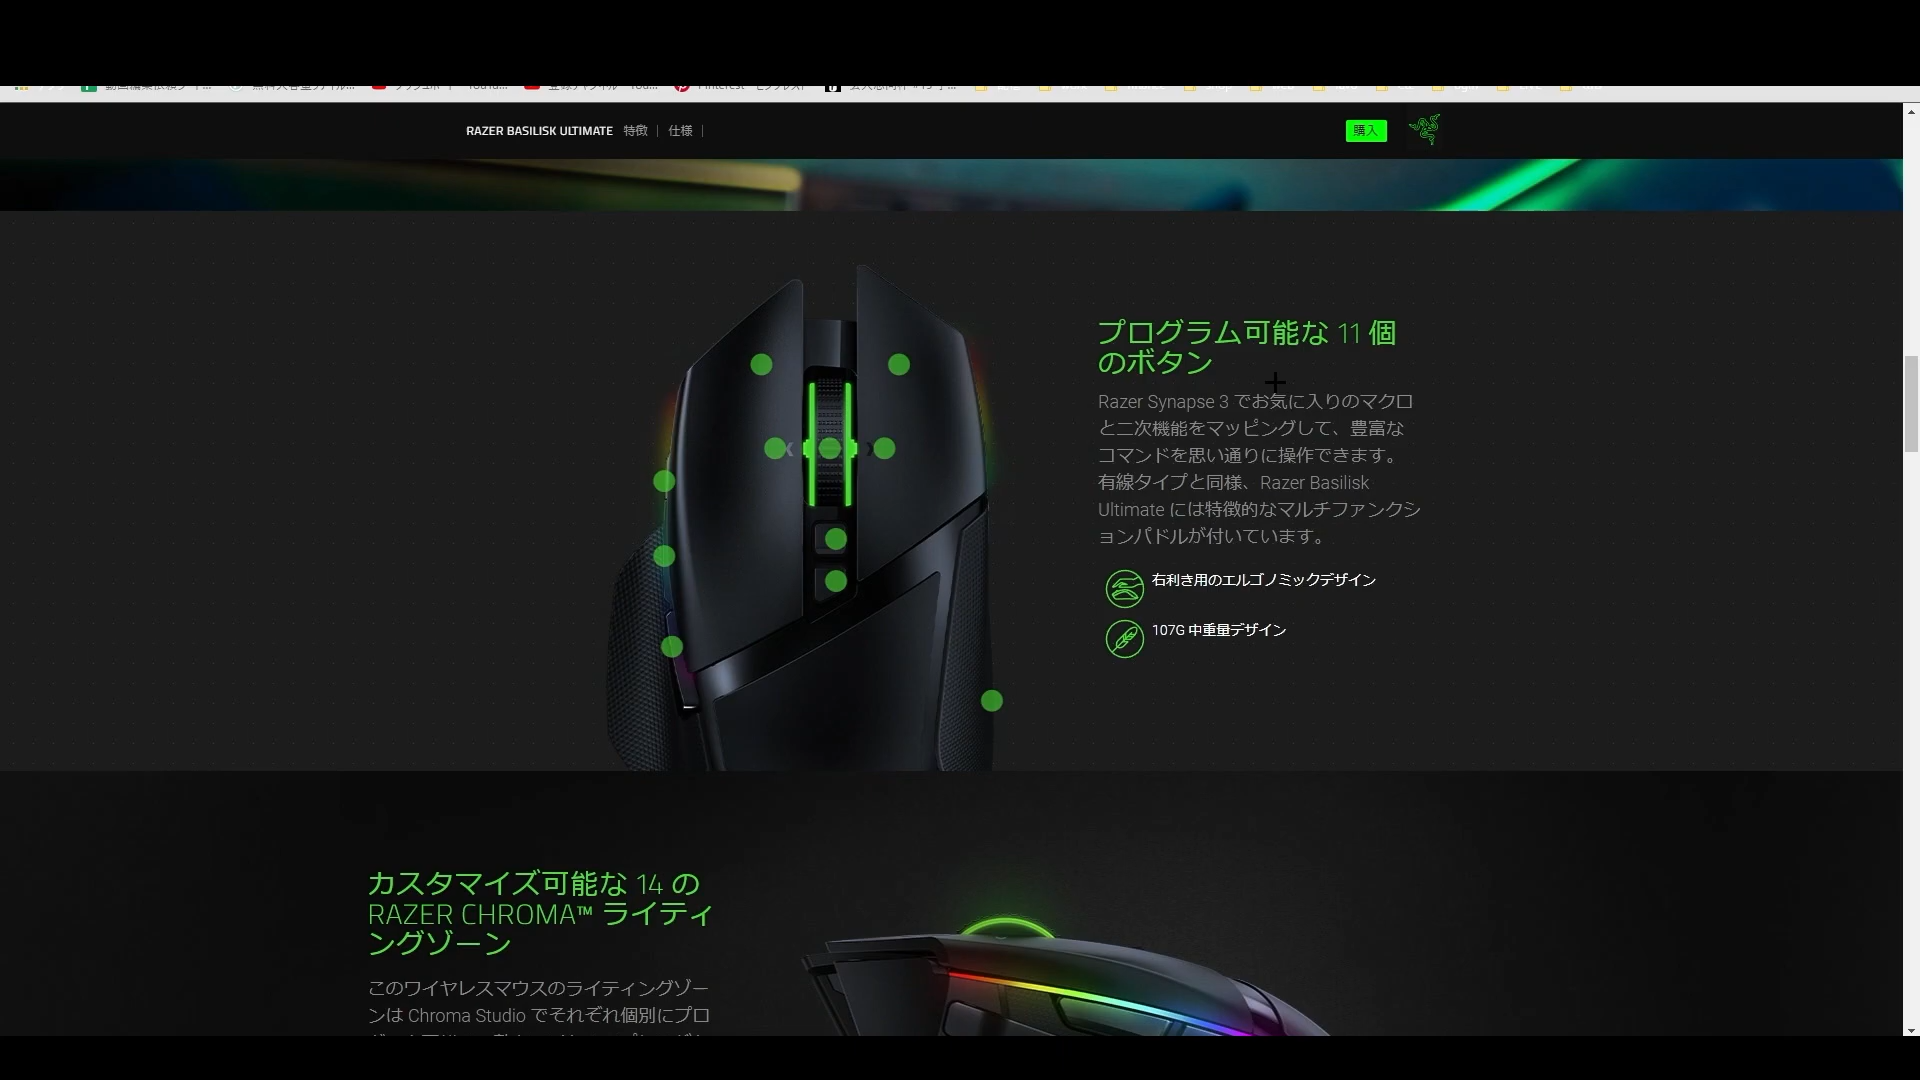 RAZER BASILISK ULTIMATE 特徴 | 仕様 |
購入
プログラム可能な 11 個
のボタン
Razer Synapse 3 でお気に入りのマクロ
と二次機能をマッピングして、豊富な
コマンドを思い通りに操作できます。
有線タイプと同様、Razer Basilisk
Ultimate には特徴的なマルチファンクシ
ョンパドルが付いています。
右利き用のエルゴノミックデザイン
107G 中重量デザイン
カスタマイズ可能な 14 の
RAZER CHROMA™ ライティ
ングゾーン
このワイヤレスマウスのライティングゾー
ンは Chroma Studio でそれぞれ個別にプロ